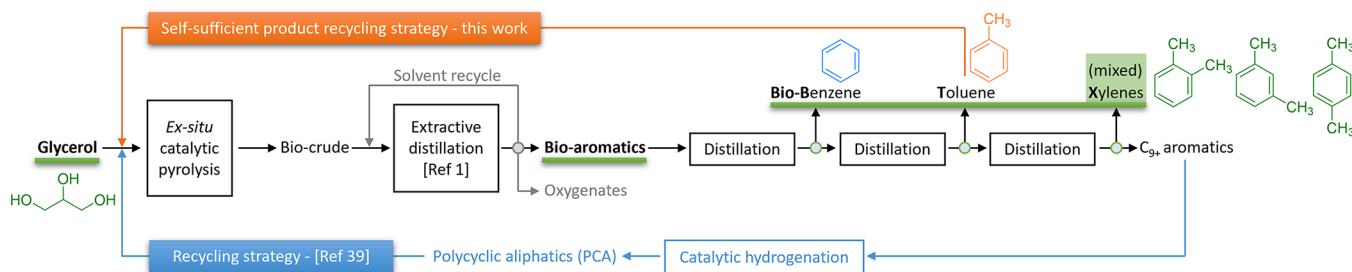 Self-sufficient product recycling strategy - this work
CH3
Solvent recycle
Bio-Benzene
Toluene
(mixed)
Xylenes
CH3
CH3
CH3
CH3
CH3
CH3
Glycerol
Ex-situ
catalytic
pyrolysis
Bio-crude
Extractive
distillation
[Ref 1]
Bio-aromatics
Distillation
Distillation
Distillation
C9+ aromatics
Oxygenates
OH
HO
OH
Recycling strategy - [Ref 39]
Polycyclic aliphatics (PCA)
Catalytic hydrogenation